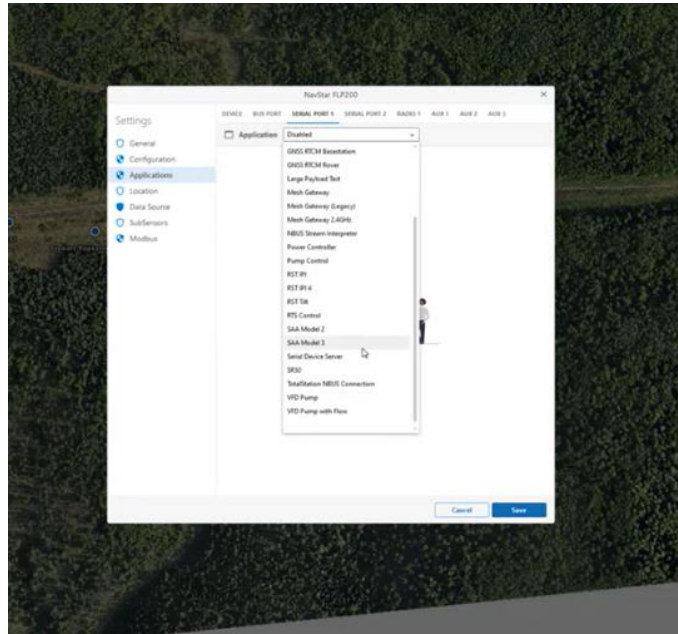 NavStar FLP200
Settings
DEVICE BUS PORT SERIAL PORT 1 SERIAL PORT 2 RADIO 1 AUX 1 AUX 2 AUX 3
Application Disabled
General
Configuration
Applications
Location
Data Source
SubSensors
Modbus
GNSS RTCM Basestation
GNSS RTCM Rover
Large Payload Test
Mesh Gateway
Mesh Gateway (Legacy)
Mesh Gateway 2.4GHz
NBUS Stream Interpreter
Power Controller
Pump Control
RST IPI
RST IPI 4
RST Tilt
RTS Control
SAA Model 2
SAA Model 3
Serial Device Server
SR50
TotalStation NBUS Connection
VFD Pump
VFD Pump with Flow
Cancel Save